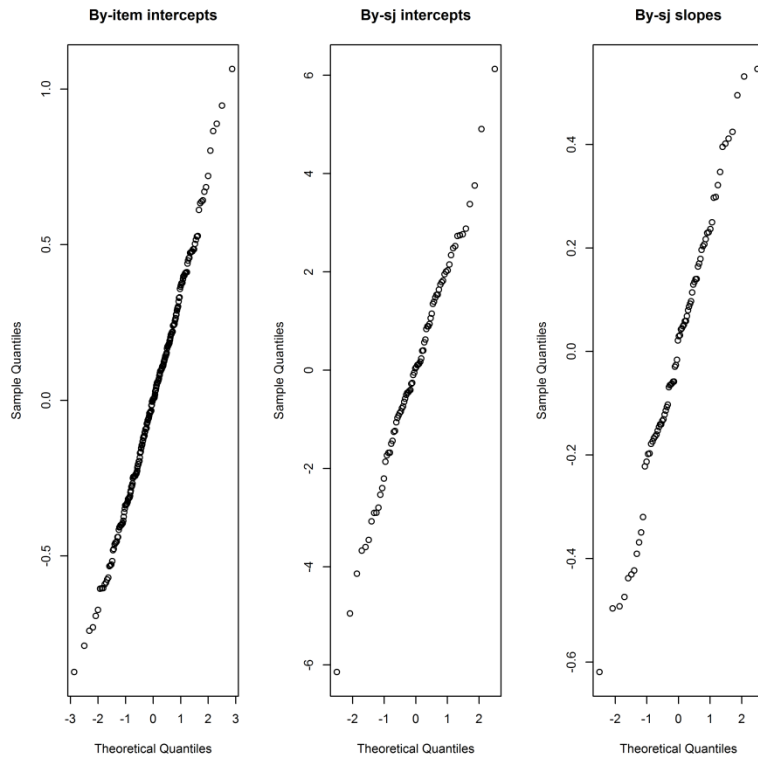 By-item intercepts
Sample Quantiles
1.0
0.5
0.0
-0.5
-3 -2 -1 0 1 2 3
Theoretical Quantiles
By-sj intercepts
Sample Quantiles
6
4
2
0
-2
-4
-6
-2 -1 0 1 2
Theoretical Quantiles
By-sj slopes
Sample Quantiles
0.4
0.2
0.0
-0.2
-0.4
-0.6
-2 -1 0 1 2
Theoretical Quantiles